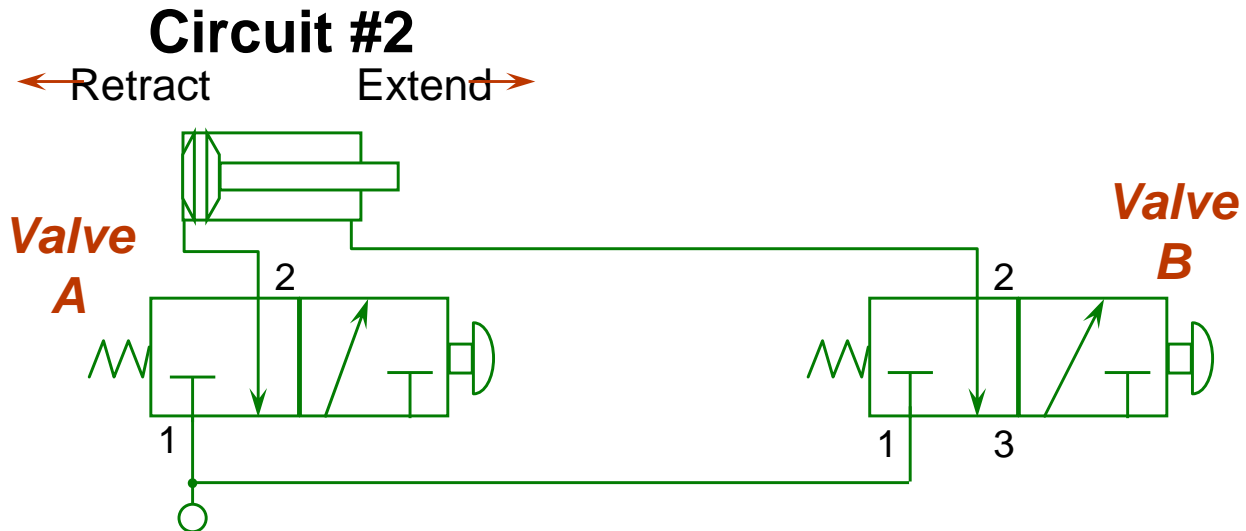 Circuit #2
Retract Extend
Valve
A
Valve
B
2
2
1
1
3